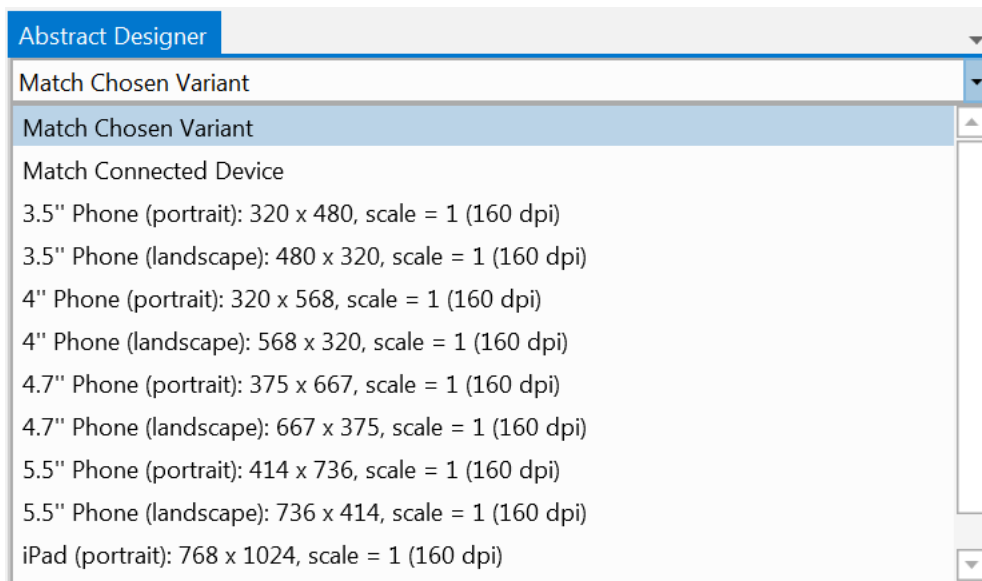 Abstract Designer
Match Chosen Variant
Match Chosen Variant
Match Connected Device
3.5'' Phone (portrait): 320 x 480, scale = 1 (160 dpi)
3.5'' Phone (landscape): 480 x 320, scale = 1 (160 dpi)
4'' Phone (portrait): 320 x 568, scale = 1 (160 dpi)
4'' Phone (landscape): 568 x 320, scale = 1 (160 dpi)
4.7'' Phone (portrait): 375 x 667, scale = 1 (160 dpi)
4.7'' Phone (landscape): 667 x 375, scale = 1 (160 dpi)
5.5'' Phone (portrait): 414 x 736, scale = 1 (160 dpi)
5.5'' Phone (landscape): 736 x 414, scale = 1 (160 dpi)
iPad (portrait): 768 x 1024, scale = 1 (160 dpi)